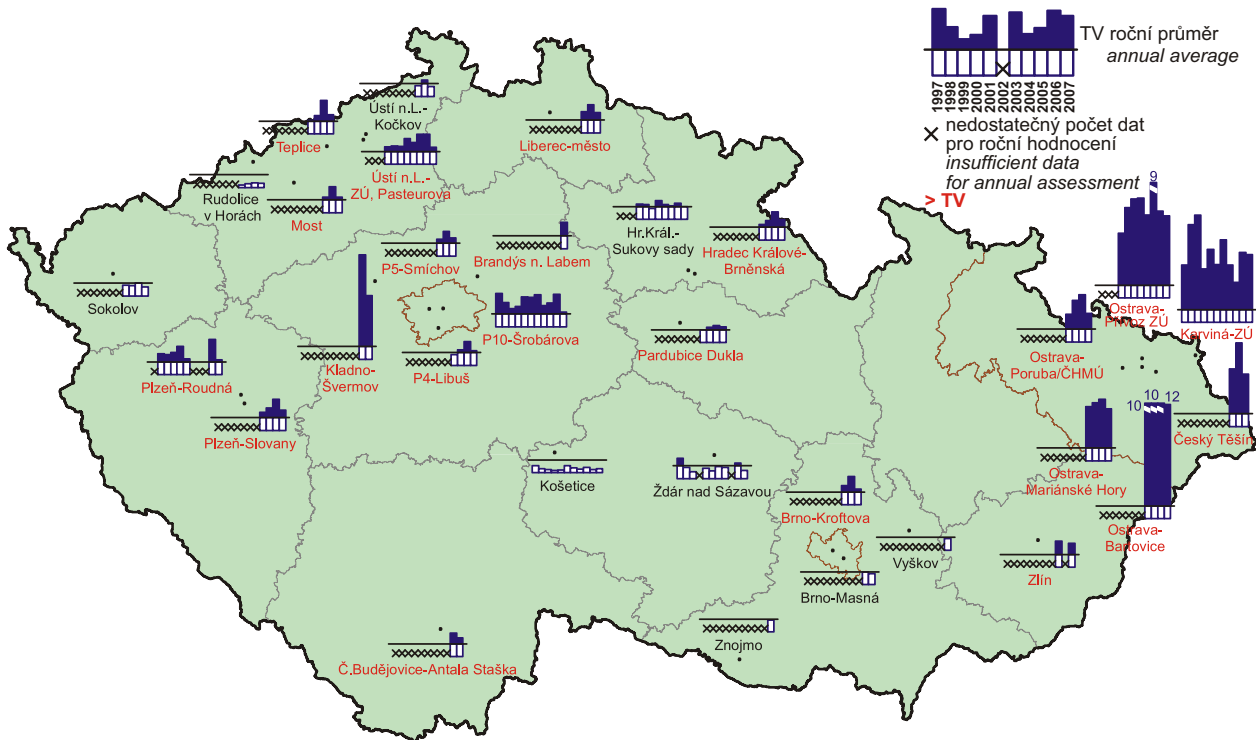 TV roční průměr
annual average
1997
1998
1999
2000
2001
2002
2003
2004
2005
2006
2007
× nedostatečný počet dat
pro roční hodnocení
insufficient data
for annual assessment
> TV
Ústí n.L.-
Kočkov
Teplice
Liberec-město
Ústí n.L.-
ZÚ, Pasteurova
Rudolice
v Horách
Most
9
Hr.Král.-
Sukovy sady
Hradec Králové-
Brněnská
P5-Smíchov
Brandýs n. Labem
Sokolov
Ostrava-
Přívoz ZÚ
Karviná-ZÚ
P10-Šrobárova
Pardubice Dukla
Ostrava-
Poruba/ČHMÚ
Plzeň-Roudná
Kladno-
Švermov
P4-Libuš
10 10 12
Plzeň-Slovany
Český Těšín
Košetice
Ždár nad Sázavou
Ostrava-
Mariánské Hory
Brno-Kroftova
Ostrava-
Bartovice
Vyškov
Zlín
Brno-Masná
Znojmo
Č.Budějovice-Antala Staška